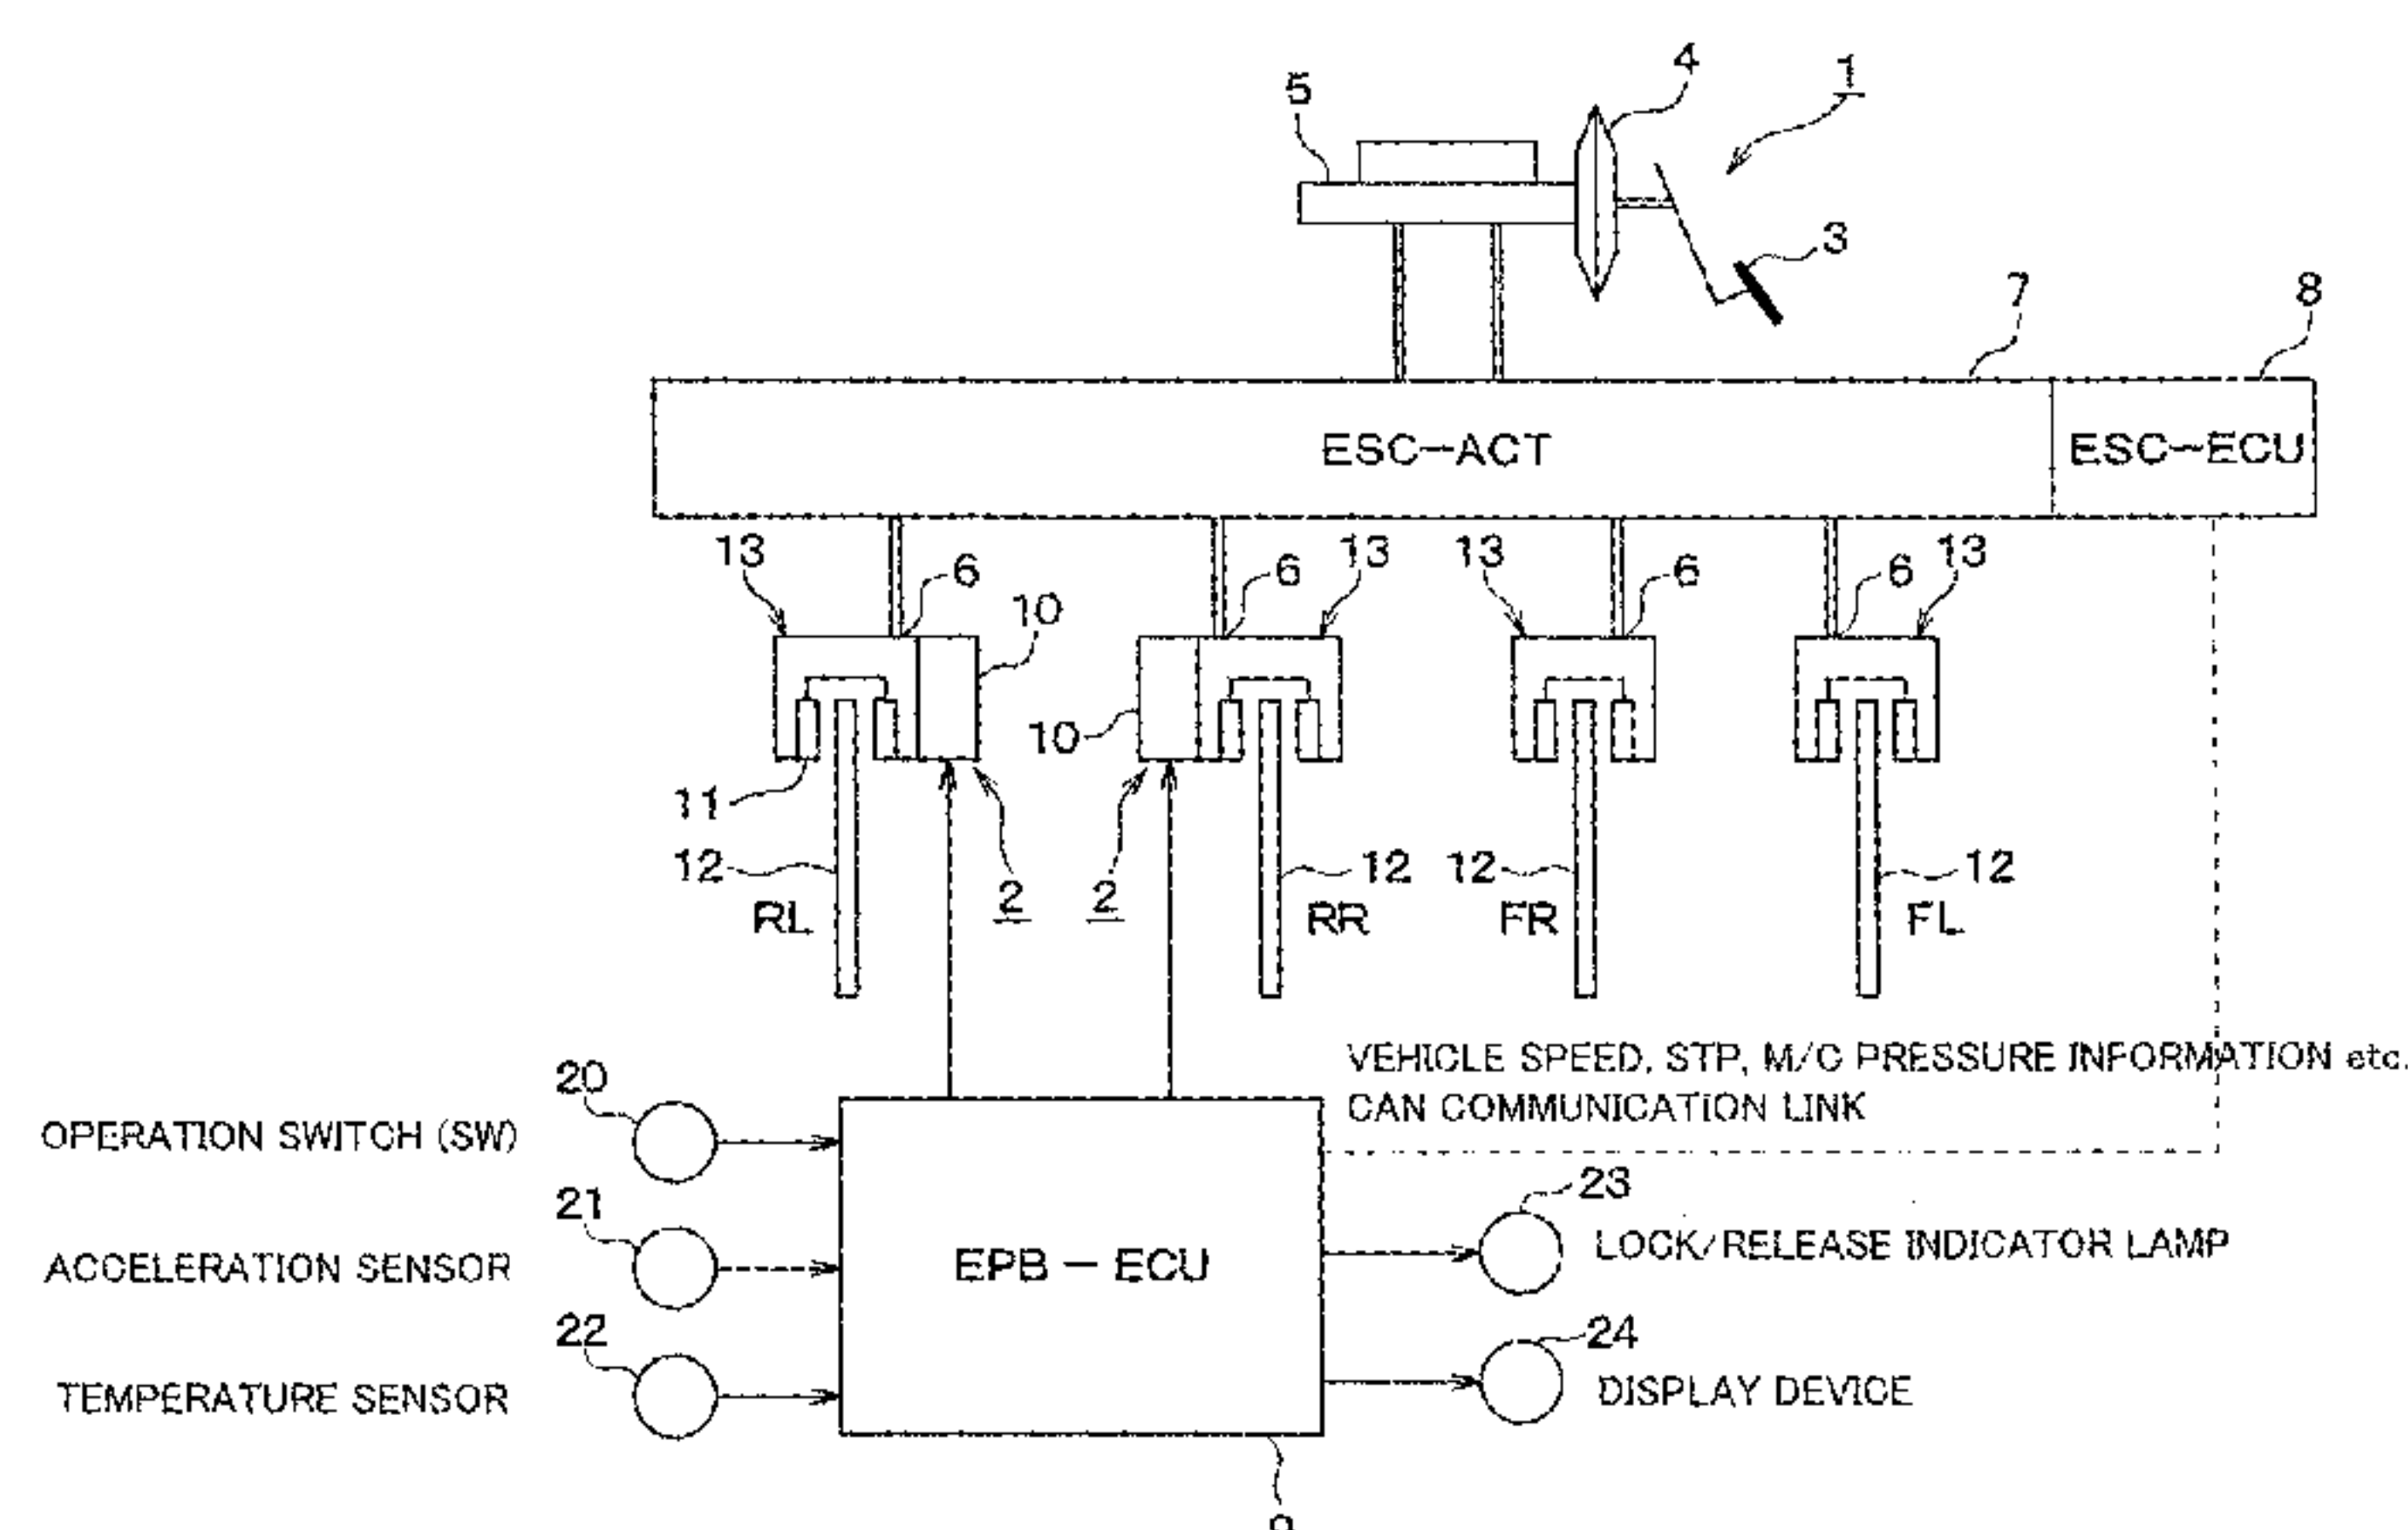 4
1
5
3
7
8
ESC-ACT
ESC-ECU
13
6
10
6
13
13
6
6
13
10
11
12
2
2
12
12
12
RL
RR
FR
FL
VEHICLE SPEED, STP, M/C PRESSURE INFORMATION etc.
CAN COMMUNICATION LINK
20
OPERATION SWITCH (SW)
21
ACCELERATION SENSOR
22
TEMPERATURE SENSOR
EPB - ECU
23
LOCK/RELEASE INDICATOR LAMP
24
DISPLAY DEVICE
9